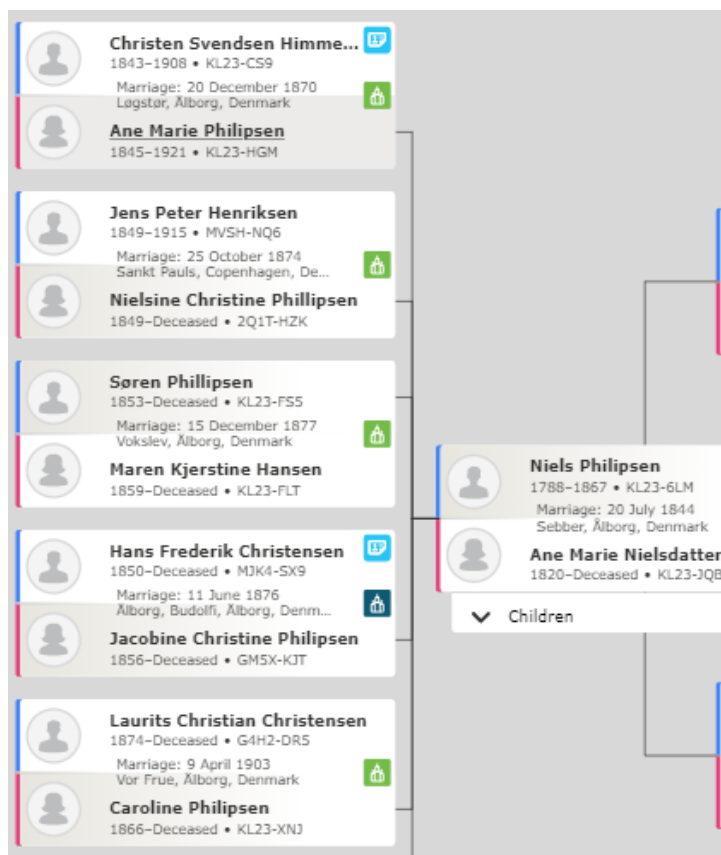 Christen Svendsen Himme...
1843–1908 • KL23-CS9
Marriage: 20 December 1870
Løgstør, Ålborg, Denmark
Ane Marie Philipsen
1845–1921 • KL23-HGM
Jens Peter Henriksen
1849–1915 • MVSH-NQ6
Marriage: 25 October 1874
Sankt Pauls, Copenhagen, De...
Nielsine Christine Phillipsen
1849–Deceased • 2Q1T-HZK
Søren Phillipsen
1853–Deceased • KL23-FS5
Marriage: 15 December 1877
Vokslev, Ålborg, Denmark
Maren Kjerstine Hansen
1859–Deceased • KL23-FLT
Hans Frederik Christensen
1850–Deceased • MJK4-SX9
Marriage: 11 June 1876
Ålborg, Budolfi, Ålborg, Denm...
Jacobine Christine Philipsen
1856–Deceased • GM5X-KJT
Laurits Christian Christensen
1874–Deceased • G4H2-DR5
Marriage: 9 April 1903
Vor Frue, Ålborg, Denmark
Caroline Philipsen
1866–Deceased • KL23-XNJ
Niels Philipsen
1788–1867 • KL23-6LM
Marriage: 20 July 1844
Sebber, Ålborg, Denmark
Ane Marie Nielsdatter
1820–Deceased • KL23-JQB
Children